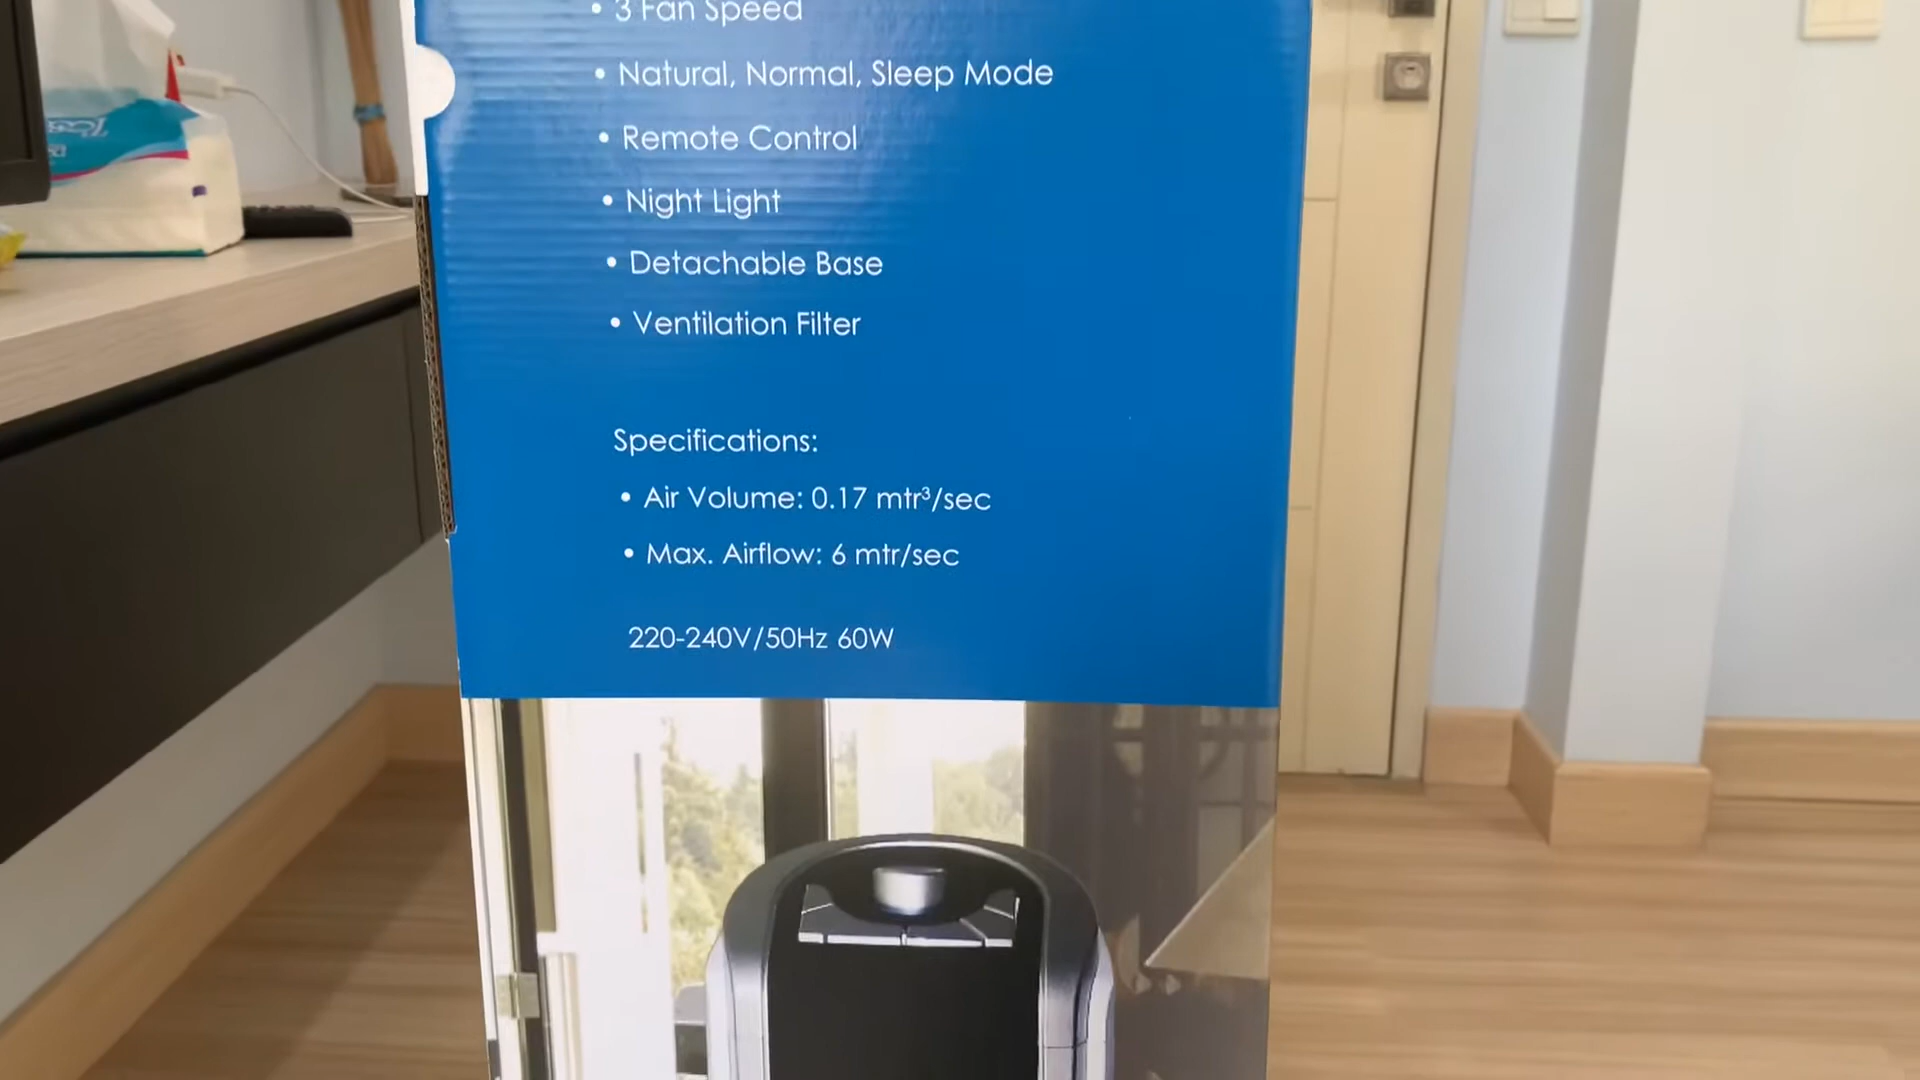 • 3 Fan Speed
• Natural, Normal, Sleep Mode
• Remote Control
• Night Light
• Detachable Base
• Ventilation Filter
Specifications:
• Air Volume: 0.17 mtr³/sec
• Max. Airflow: 6 mtr/sec
220-240V/50Hz 60W